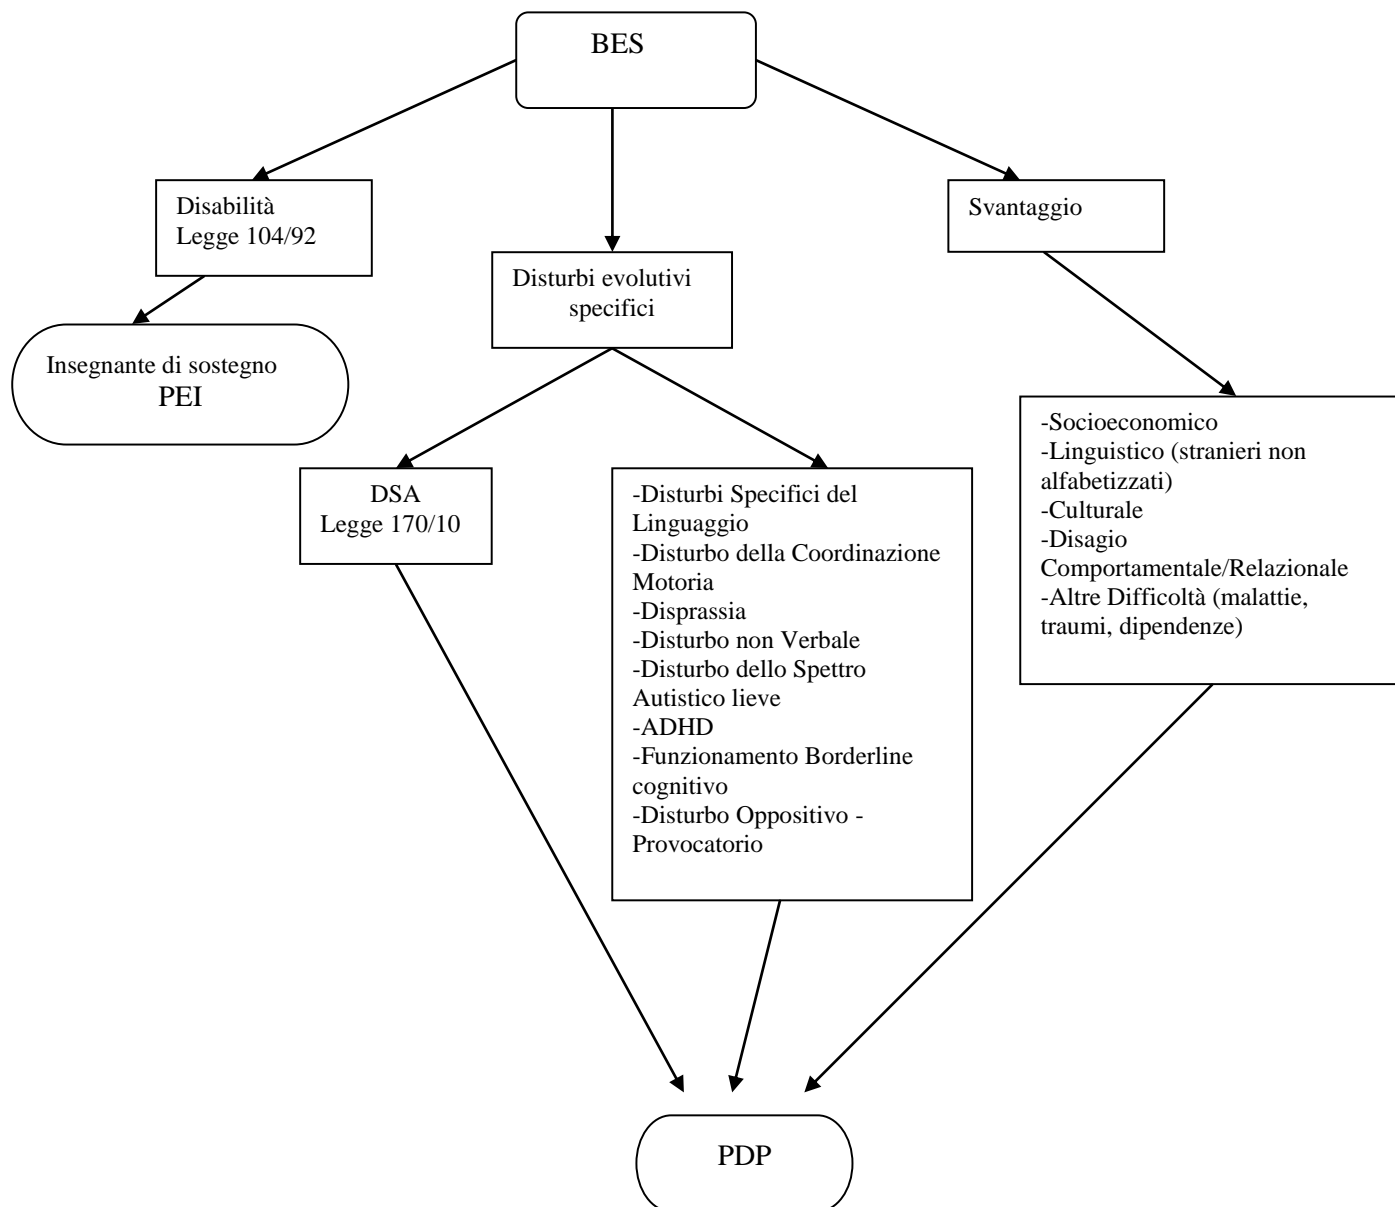 BES
Disabilità
Legge 104/92
Svantaggio
Disturbi evolutivi
specifici
Insegnante di sostegno
PEI
-Socioeconomico
-Linguistico (stranieri non
alfabetizzati)
-Culturale
-Disagio
Comportamentale/Relazionale
-Altre Difficoltà (malattie,
traumi, dipendenze)
DSA
Legge 170/10
-Disturbi Specifici del
Linguaggio
-Disturbo della Coordinazione
Motoria
-Disprassia
-Disturbo non Verbale
-Disturbo dello Spettro
Autistico lieve
-ADHD
-Funzionamento Borderline
cognitivo
-Disturbo Oppositivo -
Provocatorio
PDP